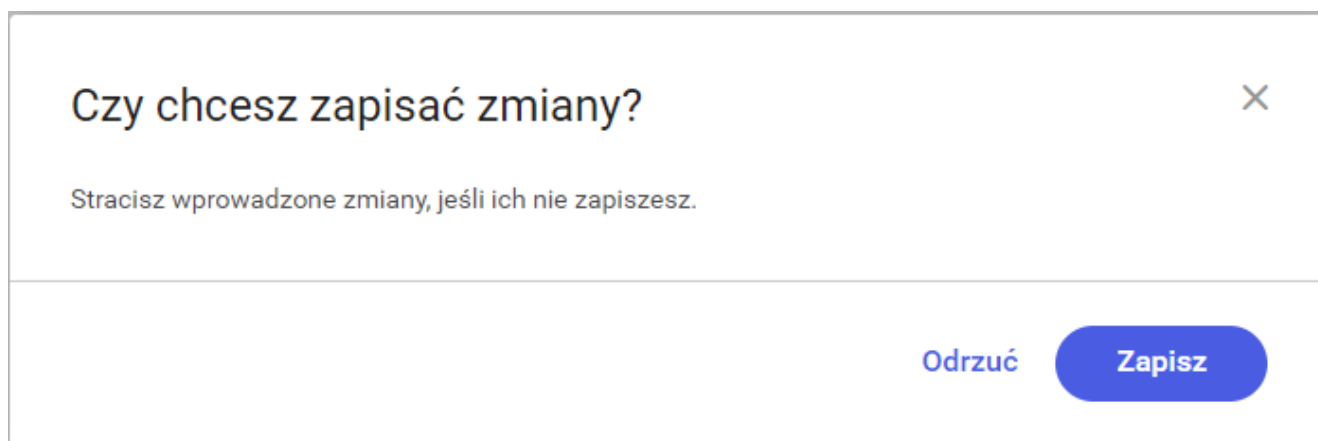 Czy chcesz zapisać zmiany?
Stracisz wprowadzone zmiany, jeśli ich nie zapiszesz.
Odrzuć
Zapisz